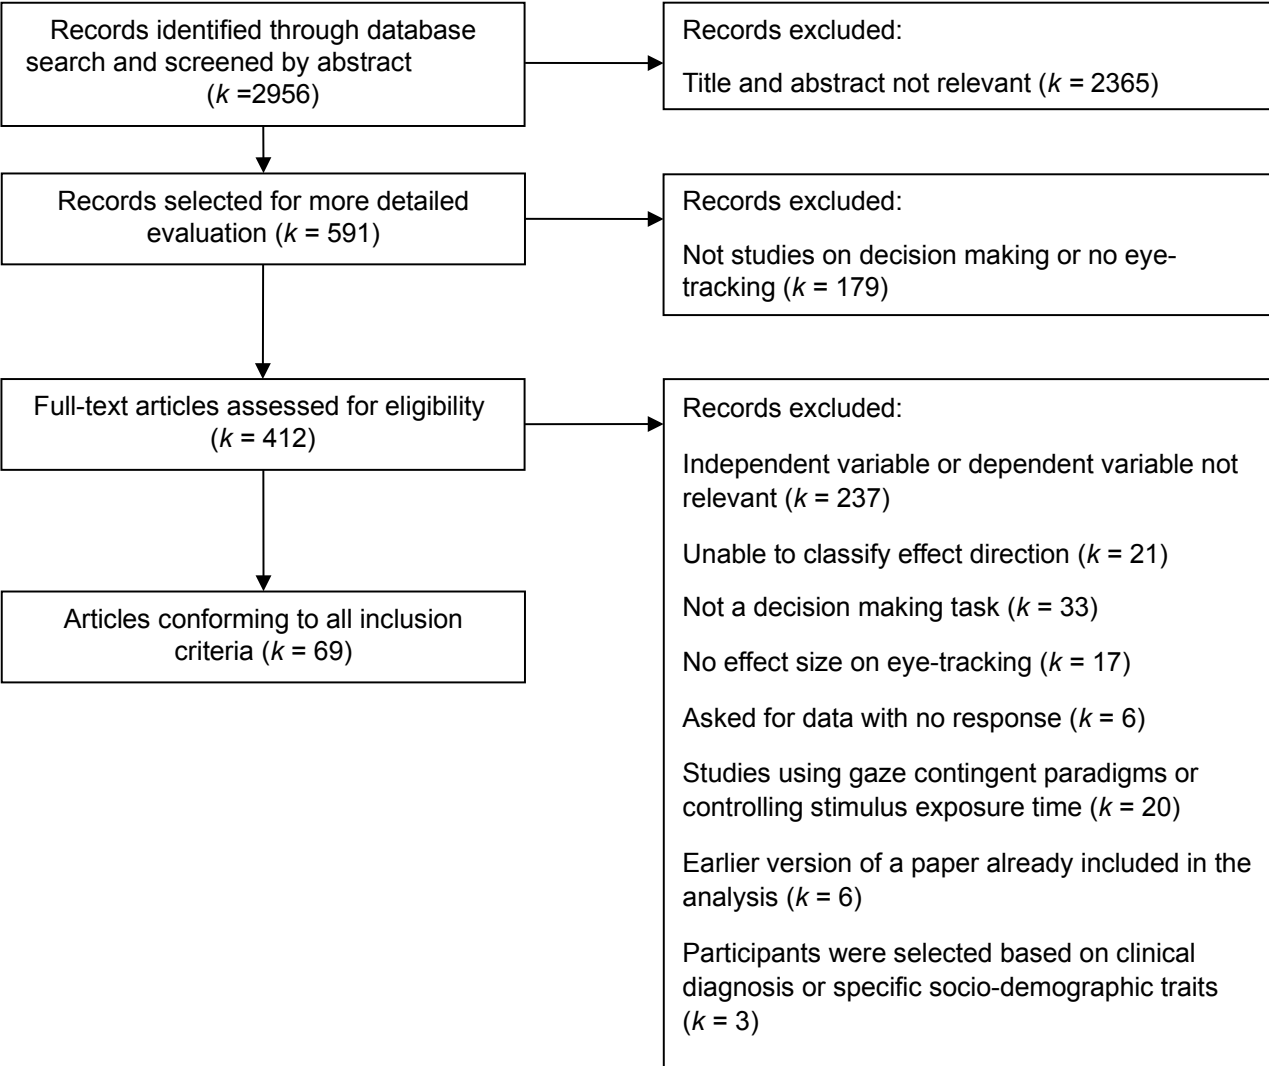 Records identified through database
search and screened by abstract
(k =2956)
Records excluded:
Title and abstract not relevant (k = 2365)
Records selected for more detailed
evaluation (k = 591)
Records excluded:
Not studies on decision making or no eye-
tracking (k = 179)
Full-text articles assessed for eligibility
(k = 412)
Records excluded:
Independent variable or dependent variable not
relevant (k = 237)
Unable to classify effect direction (k = 21)
Not a decision making task (k = 33)
No effect size on eye-tracking (k = 17)
Asked for data with no response (k = 6)
Studies using gaze contingent paradigms or
controlling stimulus exposure time (k = 20)
Earlier version of a paper already included in the
analysis (k = 6)
Participants were selected based on clinical
diagnosis or specific socio-demographic traits
(k = 3)
Articles conforming to all inclusion
criteria (k = 69)